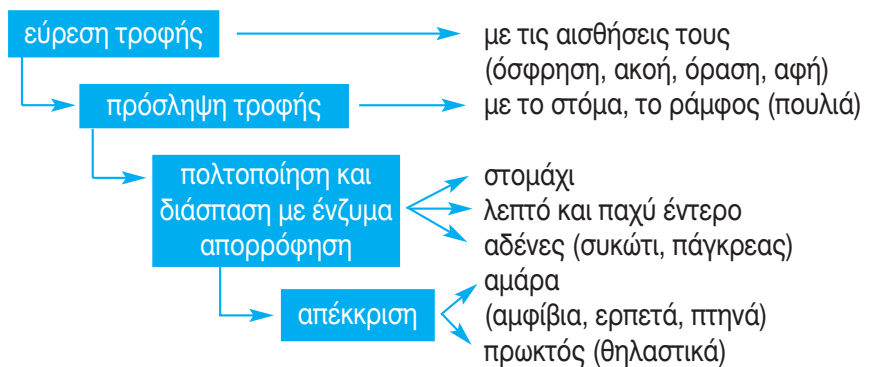 εύρεση τροφής
με τις αισθήσεις τους
(όσφρηση, ακοή, όραση, αφή)
πρόσληψη τροφής
με το στόμα, το ράμφος (πουλιά)
πολτοποίηση και
διάσπαση με ένζυμα
απορρόφηση
στομάχι
λεπτό και παχύ έντερο
αδένες (συκώτι, πάγκρεας)
απέκκριση
αμάρα
(αμφίβια, ερπετά, πτηνά)
πρωκτός (θηλαστικά)